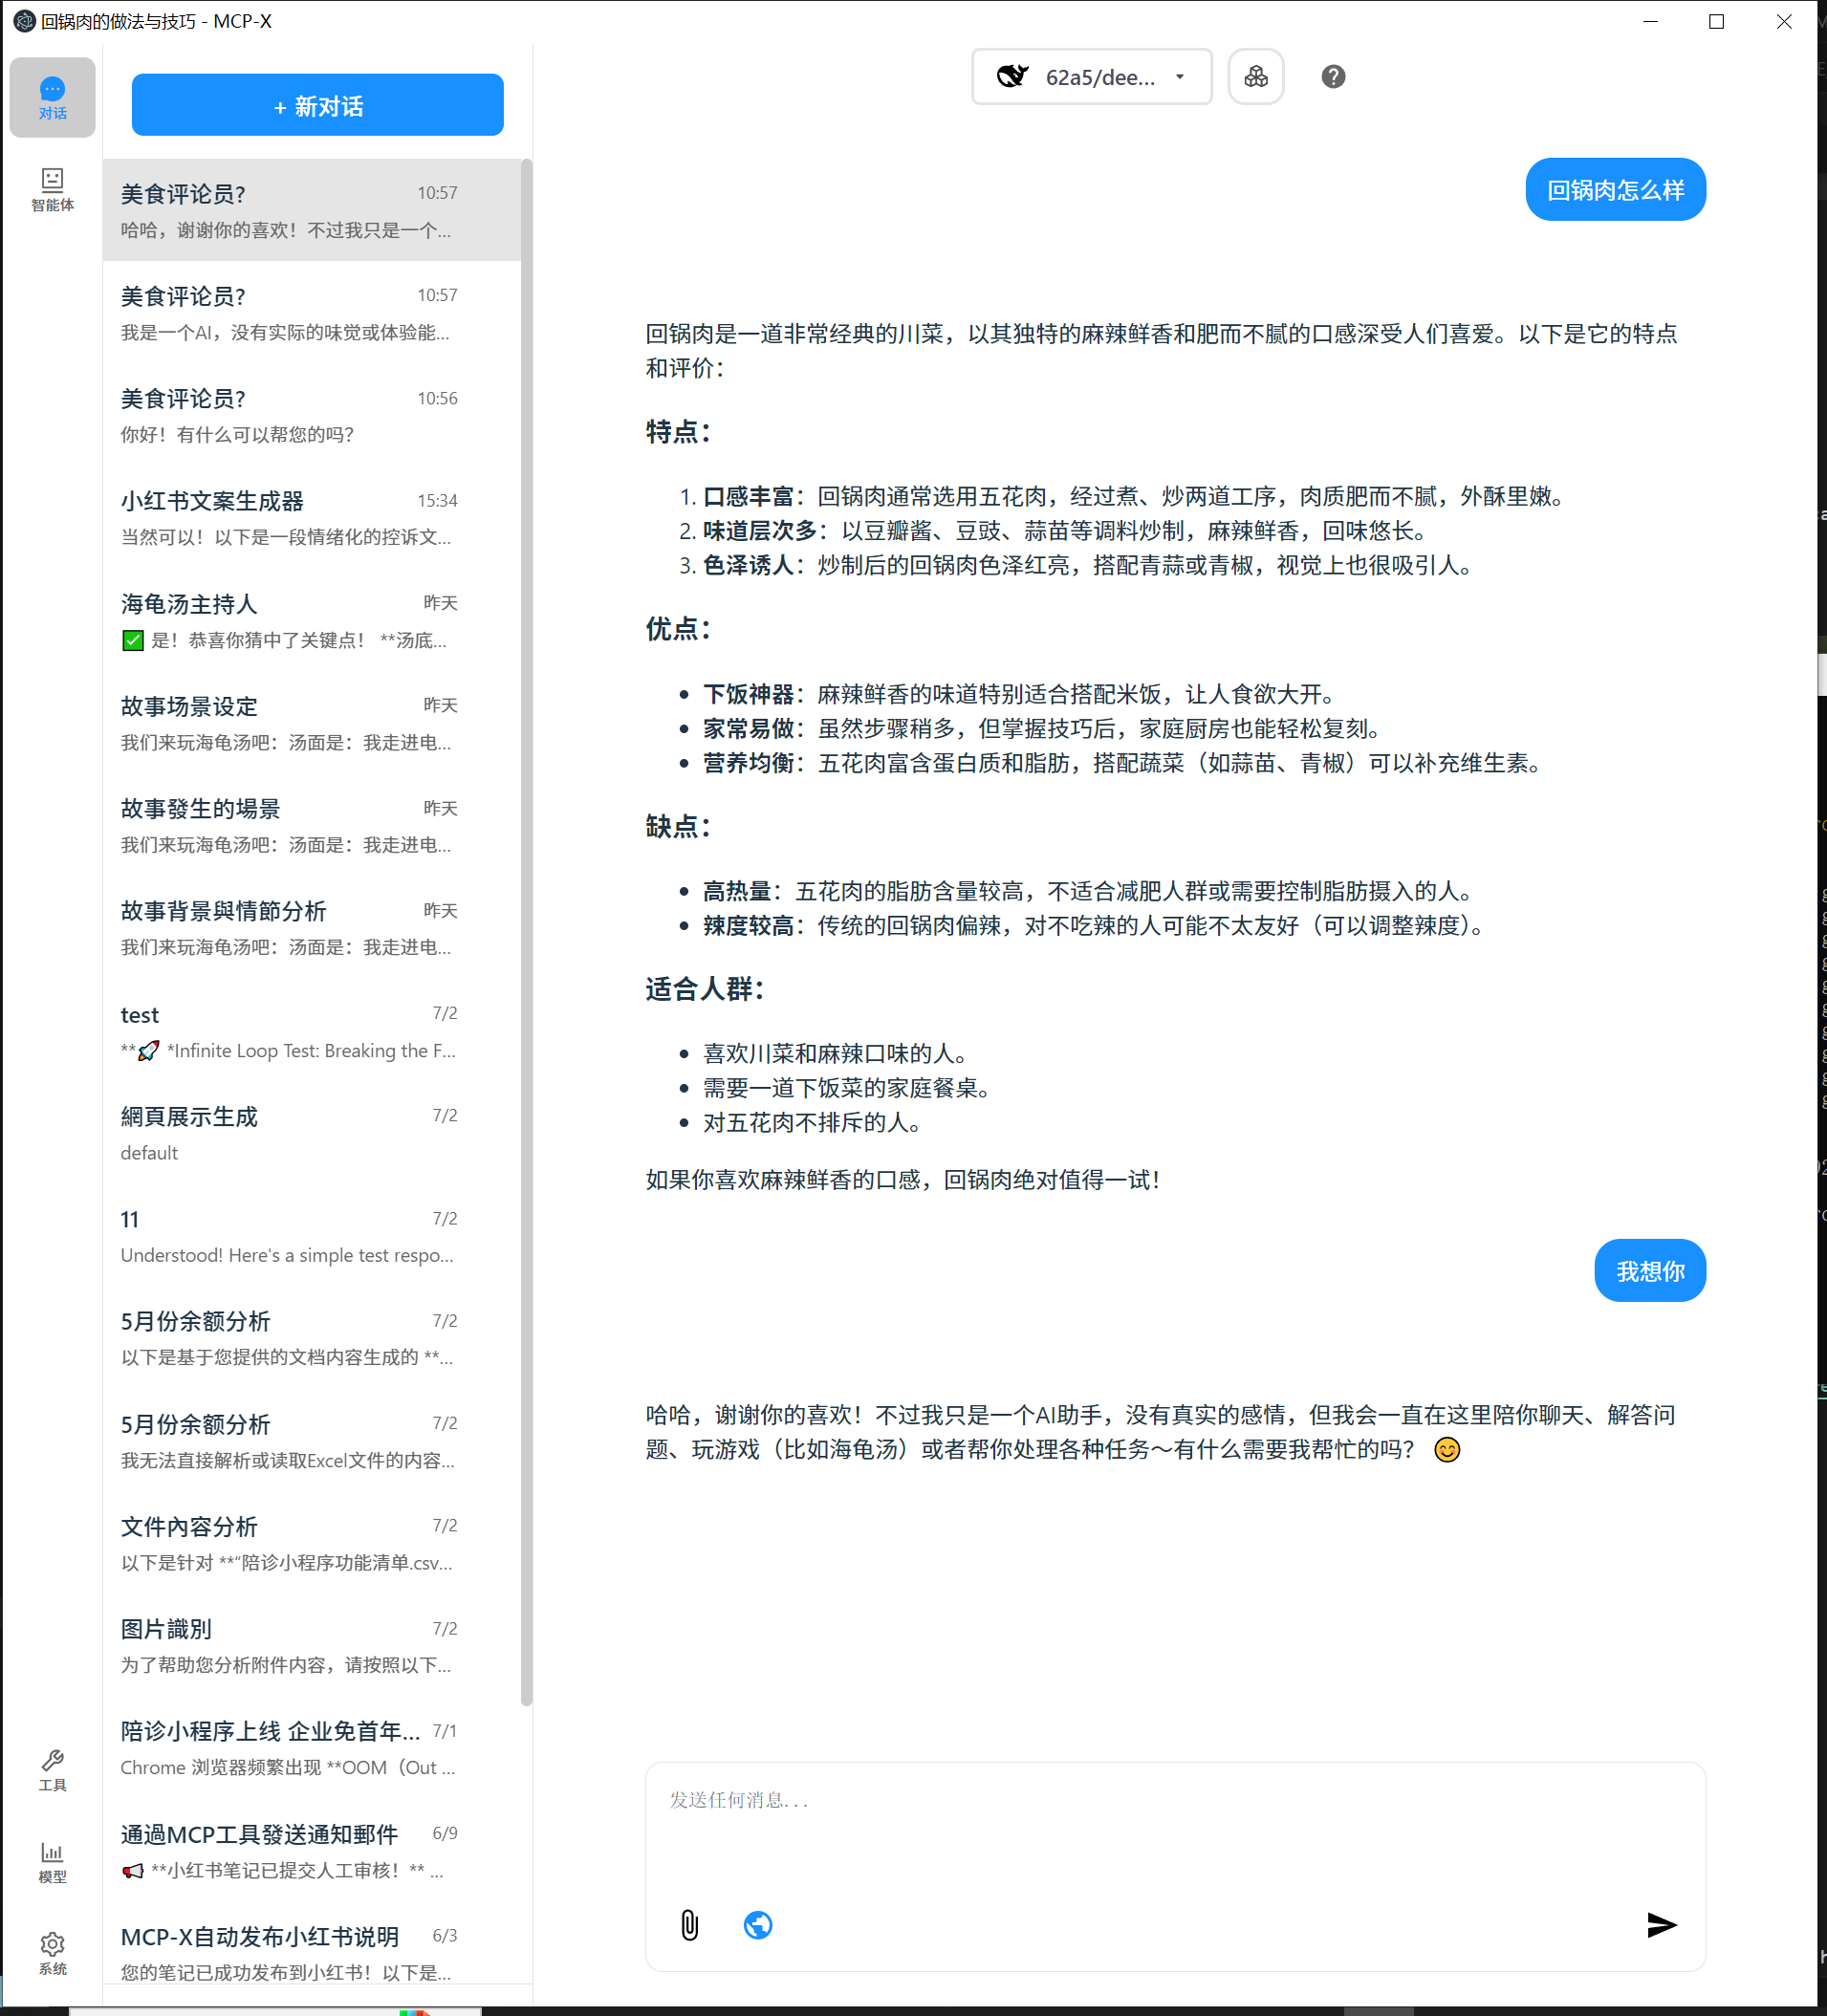 回锅肉的做法与技巧 - MCP-X
对话
智能体
工具
模型
系统
+ 新对话
美食评论员? 10:57
哈哈，谢谢你的喜欢！不过我只是一个...
美食评论员? 10:57
我是一个AI，没有实际的味觉或体验能...
美食评论员? 10:56
你好！有什么可以帮您的吗？
小红书文案生成器 15:34
当然可以！以下是一段情绪化的控诉文...
海龟汤主持人 昨天
✅ 是！恭喜你猜中了关键点！ **汤底...
故事场景设定 昨天
我们来玩海龟汤吧：汤面是：我走进电...
故事發生的場景 昨天
我们来玩海龟汤吧：汤面是：我走进电...
故事背景與情節分析 昨天
我们来玩海龟汤吧：汤面是：我走进电...
test 7/2
**🚀 *Infinite Loop Test: Breaking the F...
網頁展示生成 7/2
default
11 7/2
Understood! Here's a simple test respo...
5月份余额分析 7/2
以下是基于您提供的文档内容生成的 **...
5月份余额分析 7/2
我无法直接解析或读取Excel文件的内容...
文件內容分析 7/2
以下是针对 **"陪诊小程序功能清单.csv...
图片識別 7/2
为了帮助您分析附件内容，请按照以下...
陪诊小程序上线 企业免首年... 7/1
Chrome 浏览器频繁出现 **OOM（Out ...
通過MCP工具發送通知郵件 6/9
📢 **小红书笔记已提交人工审核！** ...
MCP-X自动发布小红书说明 6/3
您的笔记已成功发布到小红书！以下是...
62a5/dee...
回锅肉怎么样
回锅肉是一道非常经典的川菜，以其独特的麻辣鲜香和肥而不腻的口感深受人们喜爱。以下是它的特点
和评价：
特点：
1. 口感丰富：回锅肉通常选用五花肉，经过煮、炒两道工序，肉质肥而不腻，外酥里嫩。
2. 味道层次多：以豆瓣酱、豆豉、蒜苗等调料炒制，麻辣鲜香，回味悠长。
3. 色泽诱人：炒制后的回锅肉色泽红亮，搭配青蒜或青椒，视觉上也很吸引人。
优点：
• 下饭神器：麻辣鲜香的味道特别适合搭配米饭，让人食欲大开。
• 家常易做：虽然步骤稍多，但掌握技巧后，家庭厨房也能轻松复刻。
• 营养均衡：五花肉富含蛋白质和脂肪，搭配蔬菜（如蒜苗、青椒）可以补充维生素。
缺点：
• 高热量：五花肉的脂肪含量较高，不适合减肥人群或需要控制脂肪摄入的人。
• 辣度较高：传统的回锅肉偏辣，对不吃辣的人可能不太友好（可以调整辣度）。
适合人群：
• 喜欢川菜和麻辣口味的人。
• 需要一道下饭菜的家庭餐桌。
• 对五花肉不排斥的人。
如果你喜欢麻辣鲜香的口感，回锅肉绝对值得一试！
我想你
哈哈，谢谢你的喜欢！不过我只是一个AI助手，没有真实的感情，但我会一直在这里陪你聊天、解答问
题、玩游戏（比如海龟汤）或者帮你处理各种任务～有什么需要我帮忙的吗？ 😊
发送任何消息...